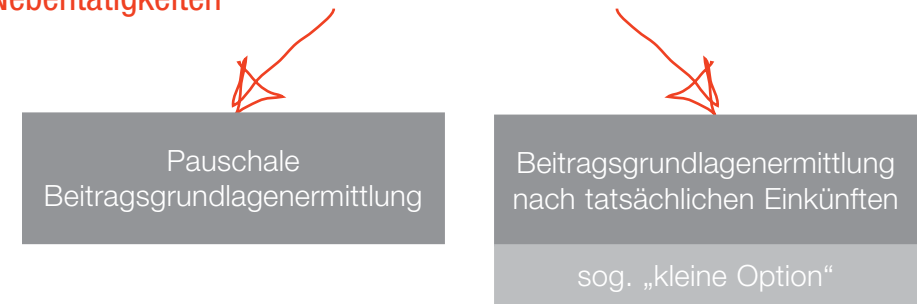 Nebentätigkeiten
Pauschale
Beitragsgrundlagenermittlung
Beitragsgrundlagenermittlung
nach tatsächlichen Einkünften
sog. „kleine Option“